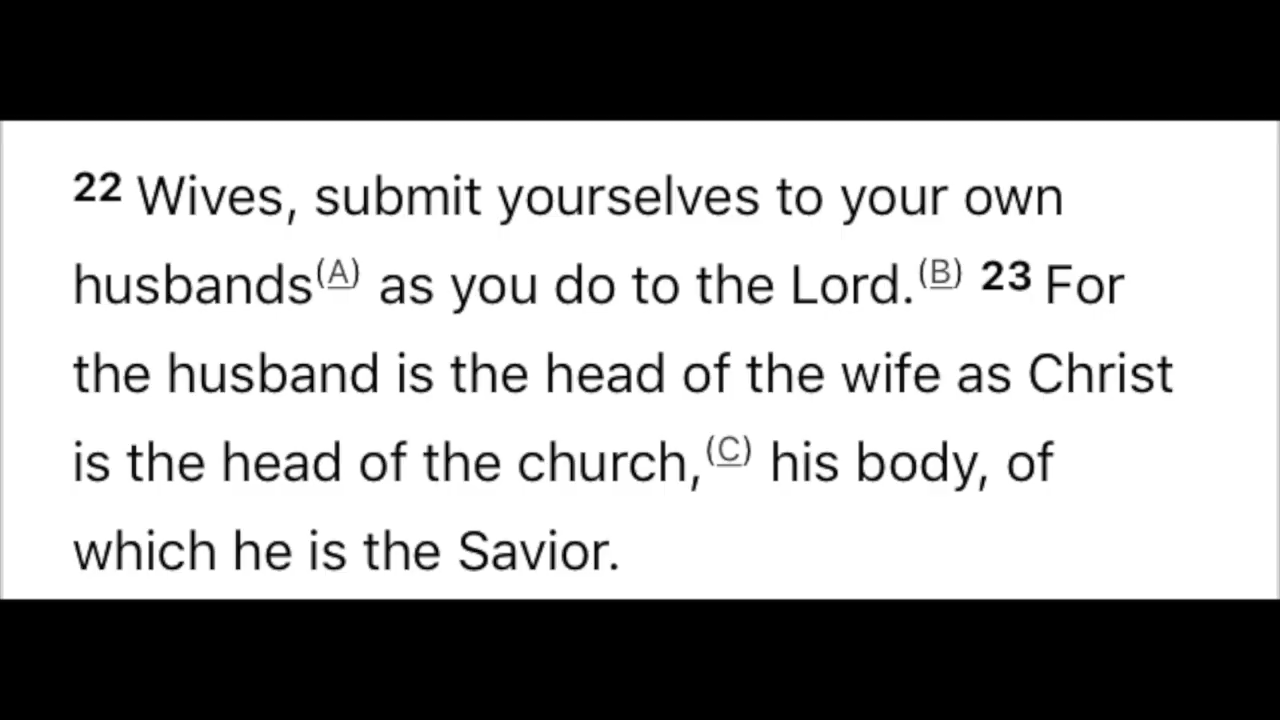 22 Wives, submit yourselves to your own
husbands(A) as you do to the Lord.(B) 23 For
the husband is the head of the wife as Christ
is the head of the church,(C) his body, of
which he is the Savior.